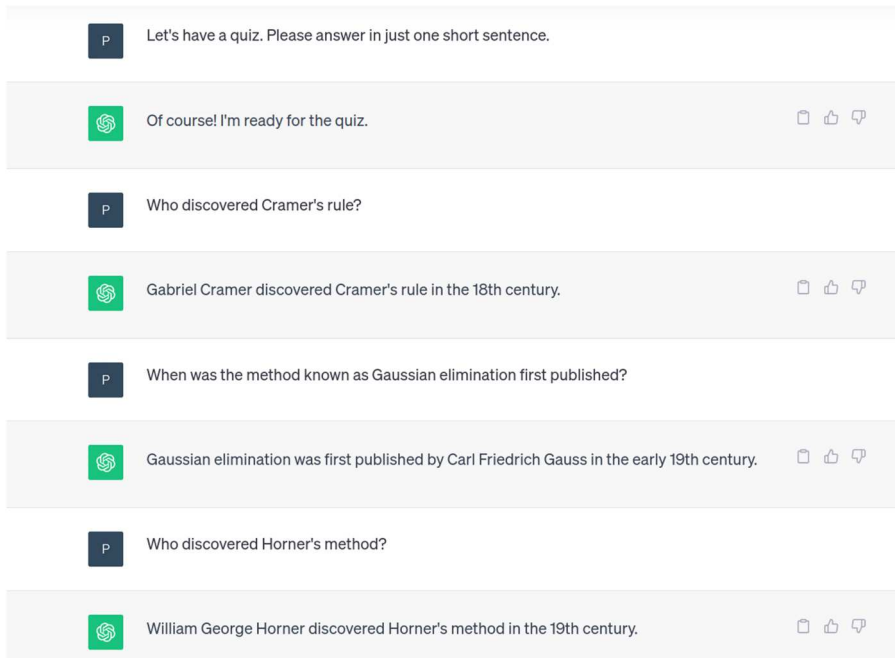 P
Let's have a quiz. Please answer in just one short sentence.
Of course! I'm ready for the quiz.
P
Who discovered Cramer's rule?
Gabriel Cramer discovered Cramer's rule in the 18th century.
P
When was the method known as Gaussian elimination first published?
Gaussian elimination was first published by Carl Friedrich Gauss in the early 19th century.
P
Who discovered Horner's method?
William George Horner discovered Horner's method in the 19th century.